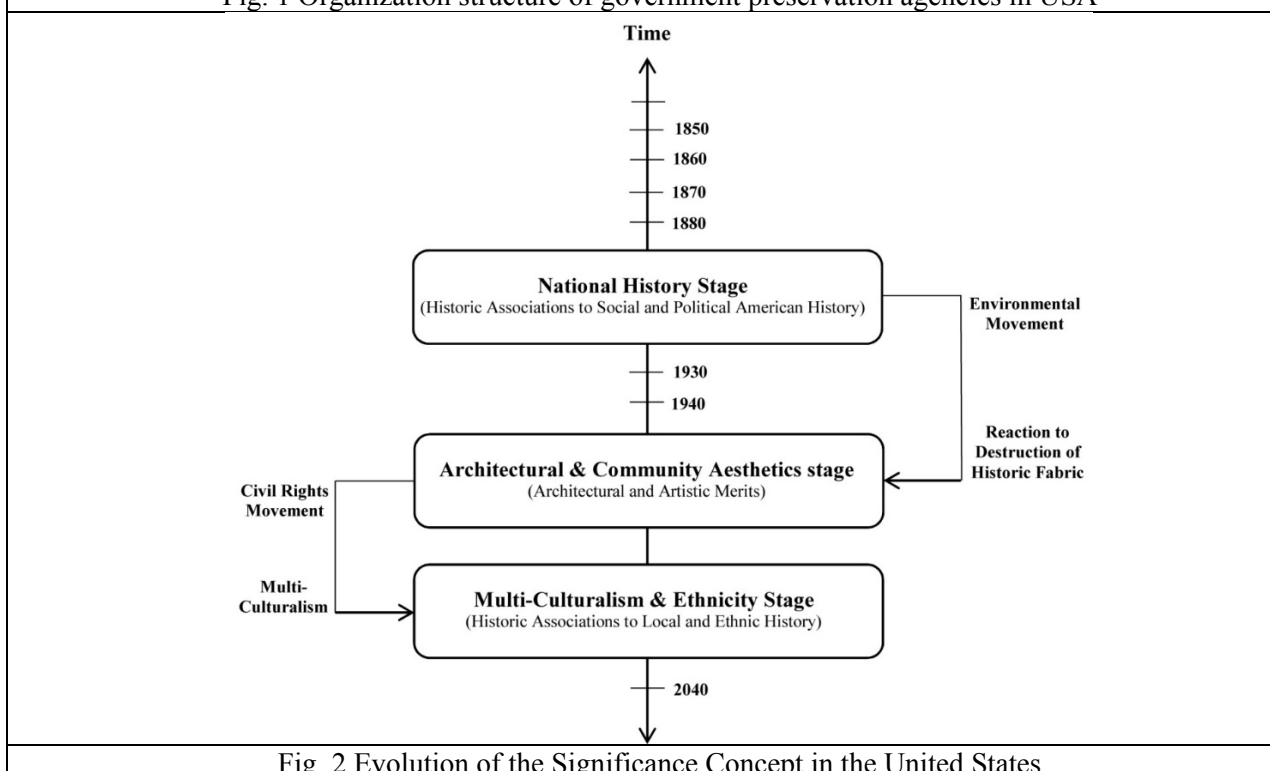 Fig. 1 Organization structure of government preservation agencies in USA
Time
1850
1860
1870
1880
National History Stage
(Historic Associations to Social and Political American History)
Environmental
Movement
1930
1940
Reaction to
Destruction of
Historic Fabric
Architectural & Community Aesthetics stage
(Architectural and Artistic Merits)
Civil Rights
Movement
Multi-
Culturalism
Multi-Culturalism & Ethnicity Stage
(Historic Associations to Local and Ethnic History)
2040
Fig. 2 Evolution of the Significance Concept in the United States